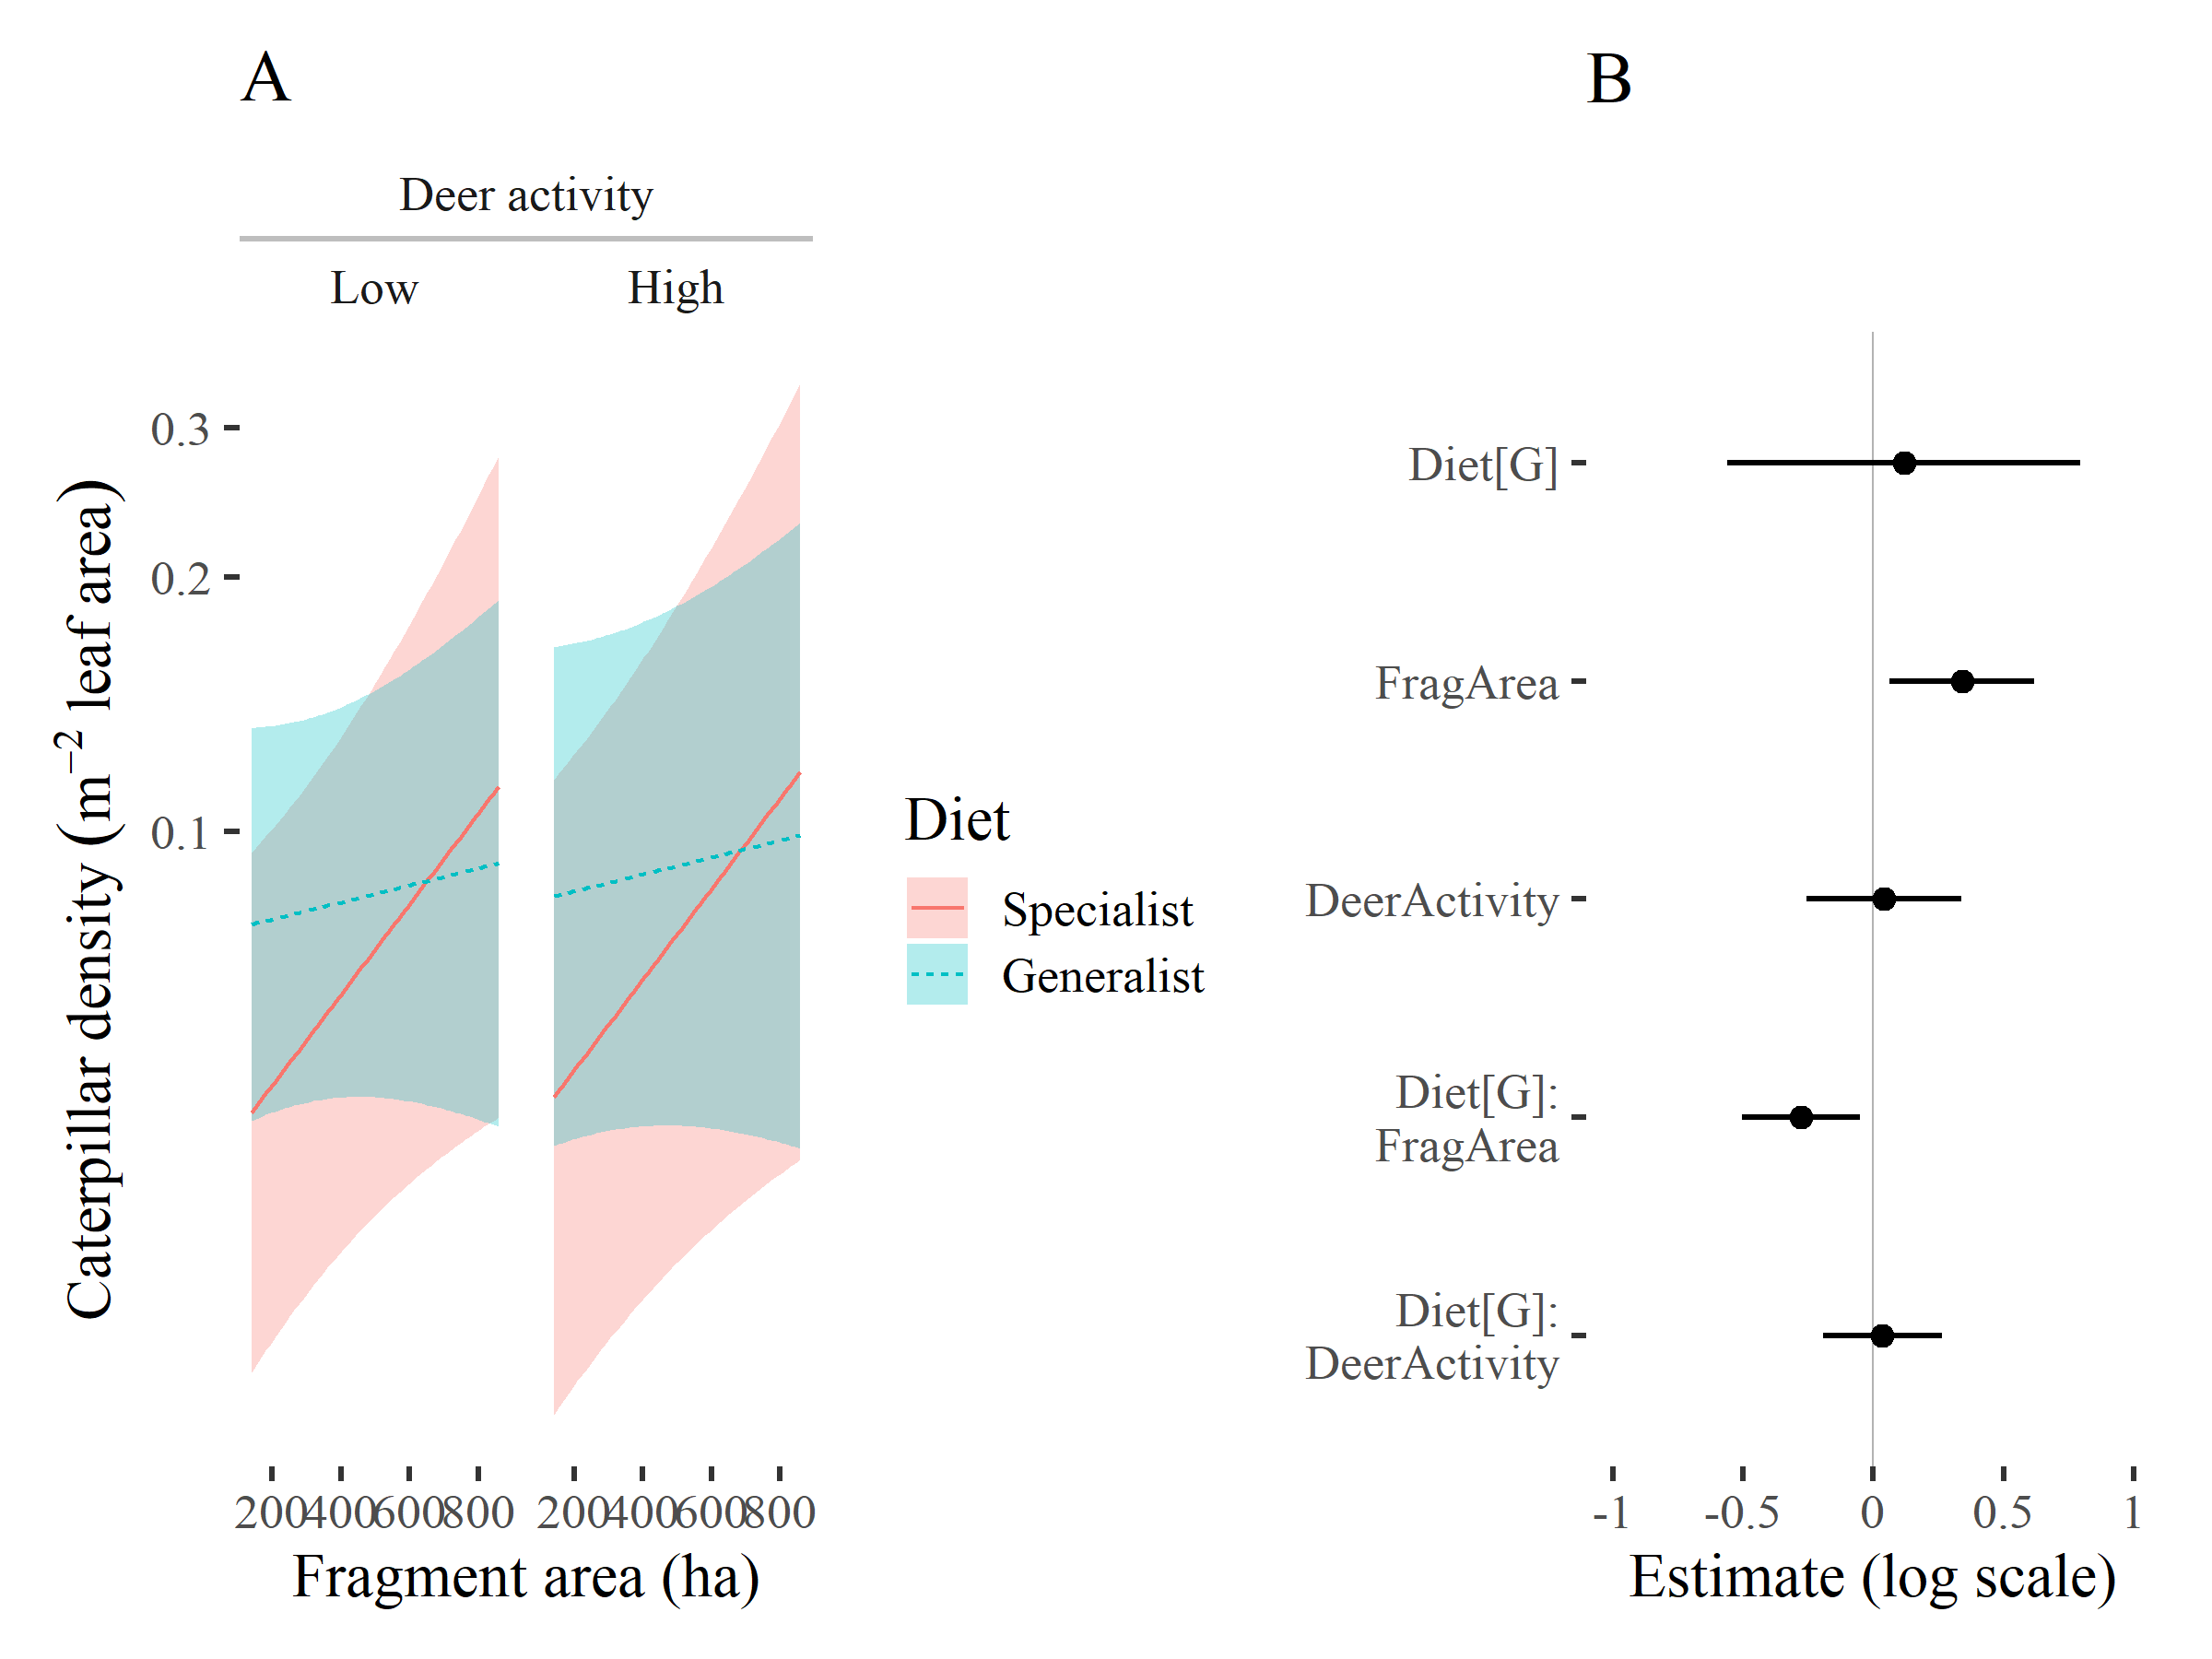 A
Deer activity
Low
High
0.3
0.2
0.1
Caterpillar density (m⁻² leaf area)
200 400 600 800
200 400 600 800
Fragment area (ha)
Diet
Specialist
Generalist
B
Diet[G]
FragArea
DeerActivity
Diet[G]:
FragArea
Diet[G]:
DeerActivity
-1 -0.5 0 0.5 1
Estimate (log scale)